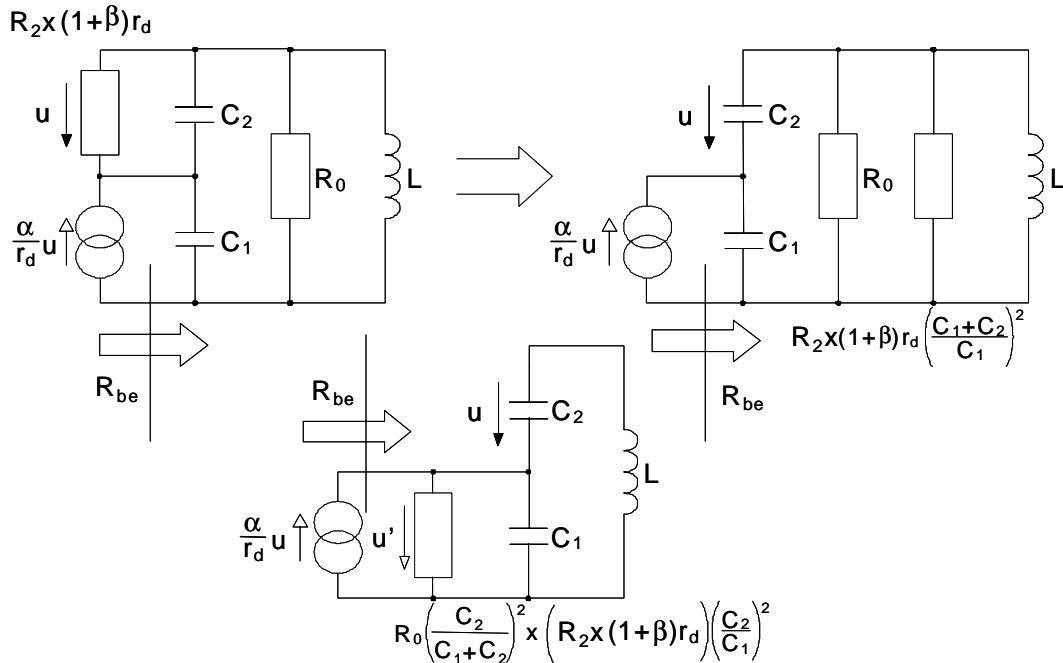 R₂x(1+β)r_d
u
C₂
R₀
L
α/r_d u
C₁
R_be
u
C₂
R₀
L
α/r_d u
C₁
R₂x(1+β)r_d((C₁+C₂)/C₁)²
R_be
R_be
u
C₂
L
α/r_d u
u'
C₁
R₀(C₂/(C₁+C₂))² x (R₂x(1+β)r_d)(C₂/C₁)²